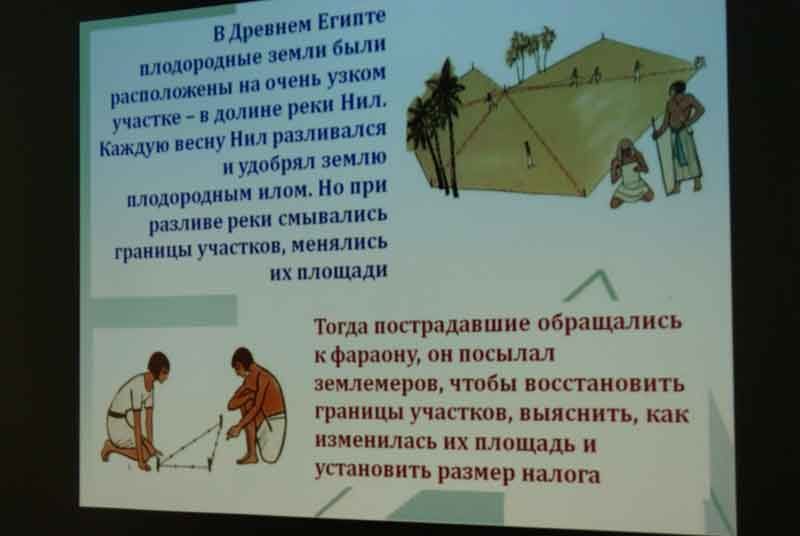 В Древнем Египте
плодородные земли были
расположены на очень узком
участке – в долине реки Нил.
Каждую весну Нил разливался
и удобрял землю
плодородным илом. Но при
разливе реки смывались
границы участков, менялись
их площади
Тогда пострадавшие обращались
к фараону, он посылал
землемеров, чтобы восстановить
границы участков, выяснить, как
изменилась их площадь и
установить размер налога